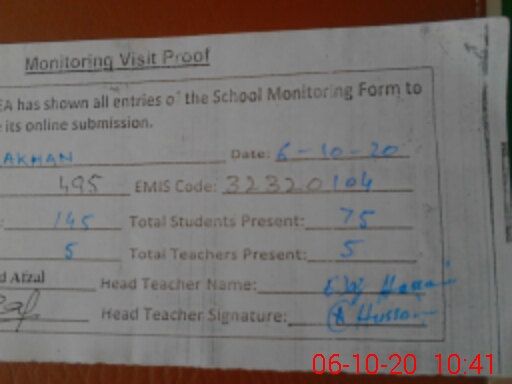 Monitoring Visit Proof
EA has shown all entries of the School Monitoring Form to
its online submission.
AKHAN Date: 6-10-20
495 EMIS Code: 32320104
145 Total Students Present: 75
5 Total Teachers Present: 5
d Afzal Head Teacher Name:
Head Teacher Signature:
06-10-20 10:41